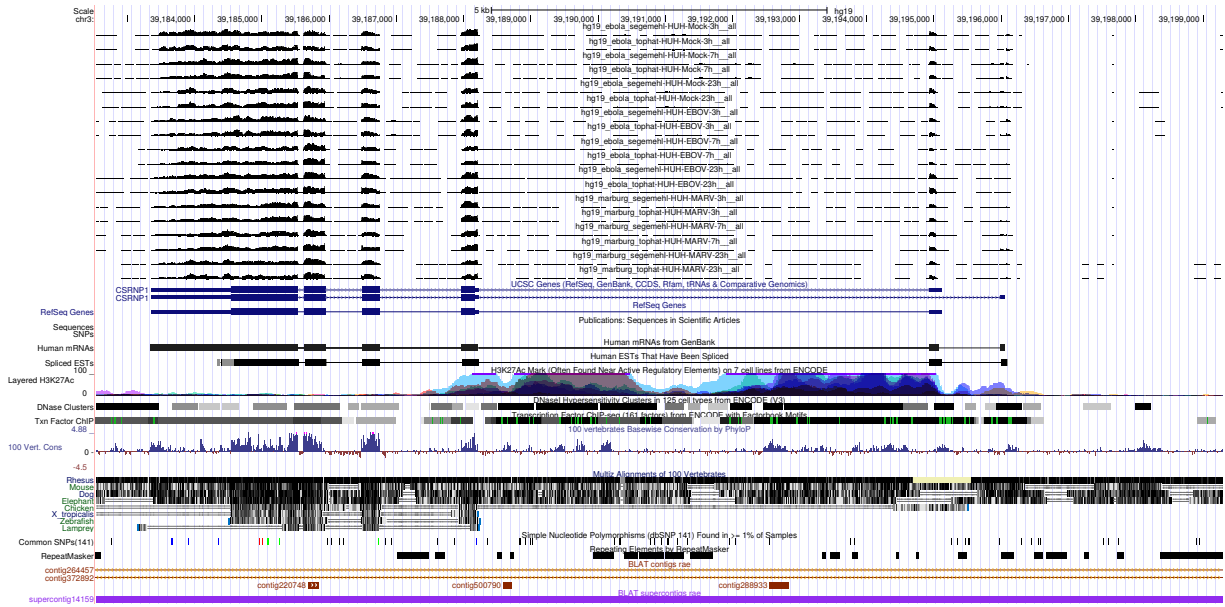 Scale 5 kb hg19
chr3: 39,184,000 39,185,000 39,186,000 39,187,000 39,188,000 39,189,000 39,190,000 39,191,000 39,192,000 39,193,000 39,194,000 39,195,000 39,196,000 39,197,000 39,198,000 39,199,000
hg19_ebola_segemehl-HUH-Mock-3h__all
hg19_ebola_tophat-HUH-Mock-3h__all
hg19_ebola_segemehl-HUH-Mock-7h__all
hg19_ebola_tophat-HUH-Mock-7h__all
hg19_ebola_segemehl-HUH-Mock-23h__all
hg19_ebola_tophat-HUH-Mock-23h__all
hg19_ebola_segemehl-HUH-EBOV-3h__all
hg19_ebola_tophat-HUH-EBOV-3h__all
hg19_ebola_segemehl-HUH-EBOV-7h__all
hg19_ebola_tophat-HUH-EBOV-7h__all
hg19_ebola_segemehl-HUH-EBOV-23h__all
hg19_ebola_tophat-HUH-EBOV-23h__all
hg19_marburg_segemehl-HUH-MARV-3h__all
hg19_marburg_tophat-HUH-MARV-3h__all
hg19_marburg_segemehl-HUH-MARV-7h__all
hg19_marburg_tophat-HUH-MARV-7h__all
hg19_marburg_segemehl-HUH-MARV-23h__all
hg19_marburg_tophat-HUH-MARV-23h__all
UCSC Genes (RefSeq, GenBank, CCDS, Rfam, tRNAs & Comparative Genomics)
CSRNP1
CSRNP1
RefSeq Genes
RefSeq Genes
Publications: Sequences in Scientific Articles
Sequences
SNPs
Human mRNAs from GenBank
Human mRNAs
Human ESTs That Have Been Spliced
Spliced ESTs
H3K27Ac Mark (Often Found Near Active Regulatory Elements) on 7 cell lines from ENCODE
100
Layered H3K27Ac
0
DNaseI Hypersensitivity Clusters in 125 cell types from ENCODE (V3)
DNase Clusters
Transcription Factor ChIP-seq (161 factors) from ENCODE with Factorbook Motifs
Txn Factor ChIP
100 vertebrates Basewise Conservation by PhyloP
4.88
100 Vert. Cons
0
-4.5
Multiz Alignments of 100 Vertebrates
Rhesus
Mouse
Dog
Elephant
Chicken
X_tropicalis
Zebrafish
Lamprey
Simple Nucleotide Polymorphisms (dbSNP 141) Found in >= 1% of Samples
Common SNPs(141)
Repeating Elements by RepeatMasker
RepeatMasker
BLAT contigs rae
contig264457
contig372892
contig220748 contig500790 contig288933
BLAT supercontigs rae
supercontig14159